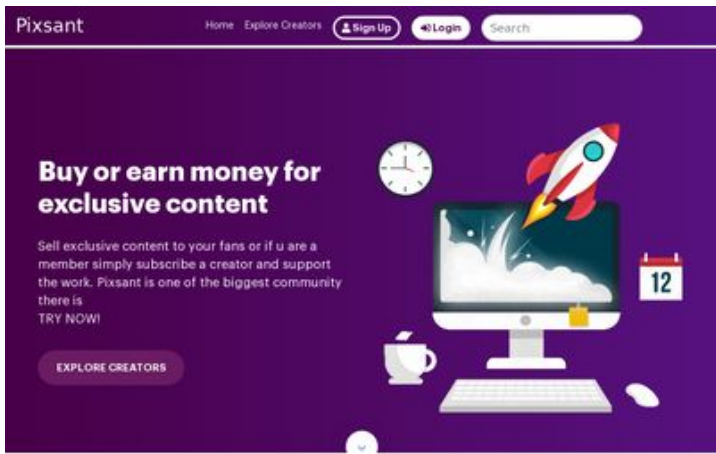 Pixsant
Home Explore Creators Sign Up Login Search
Buy or earn money for
exclusive content
Sell exclusive content to your fans or if u are a
member simply subscribe a creator and support
the work. Pixsant is one of the biggest community
there is
TRY NOW!
EXPLORE CREATORS
12